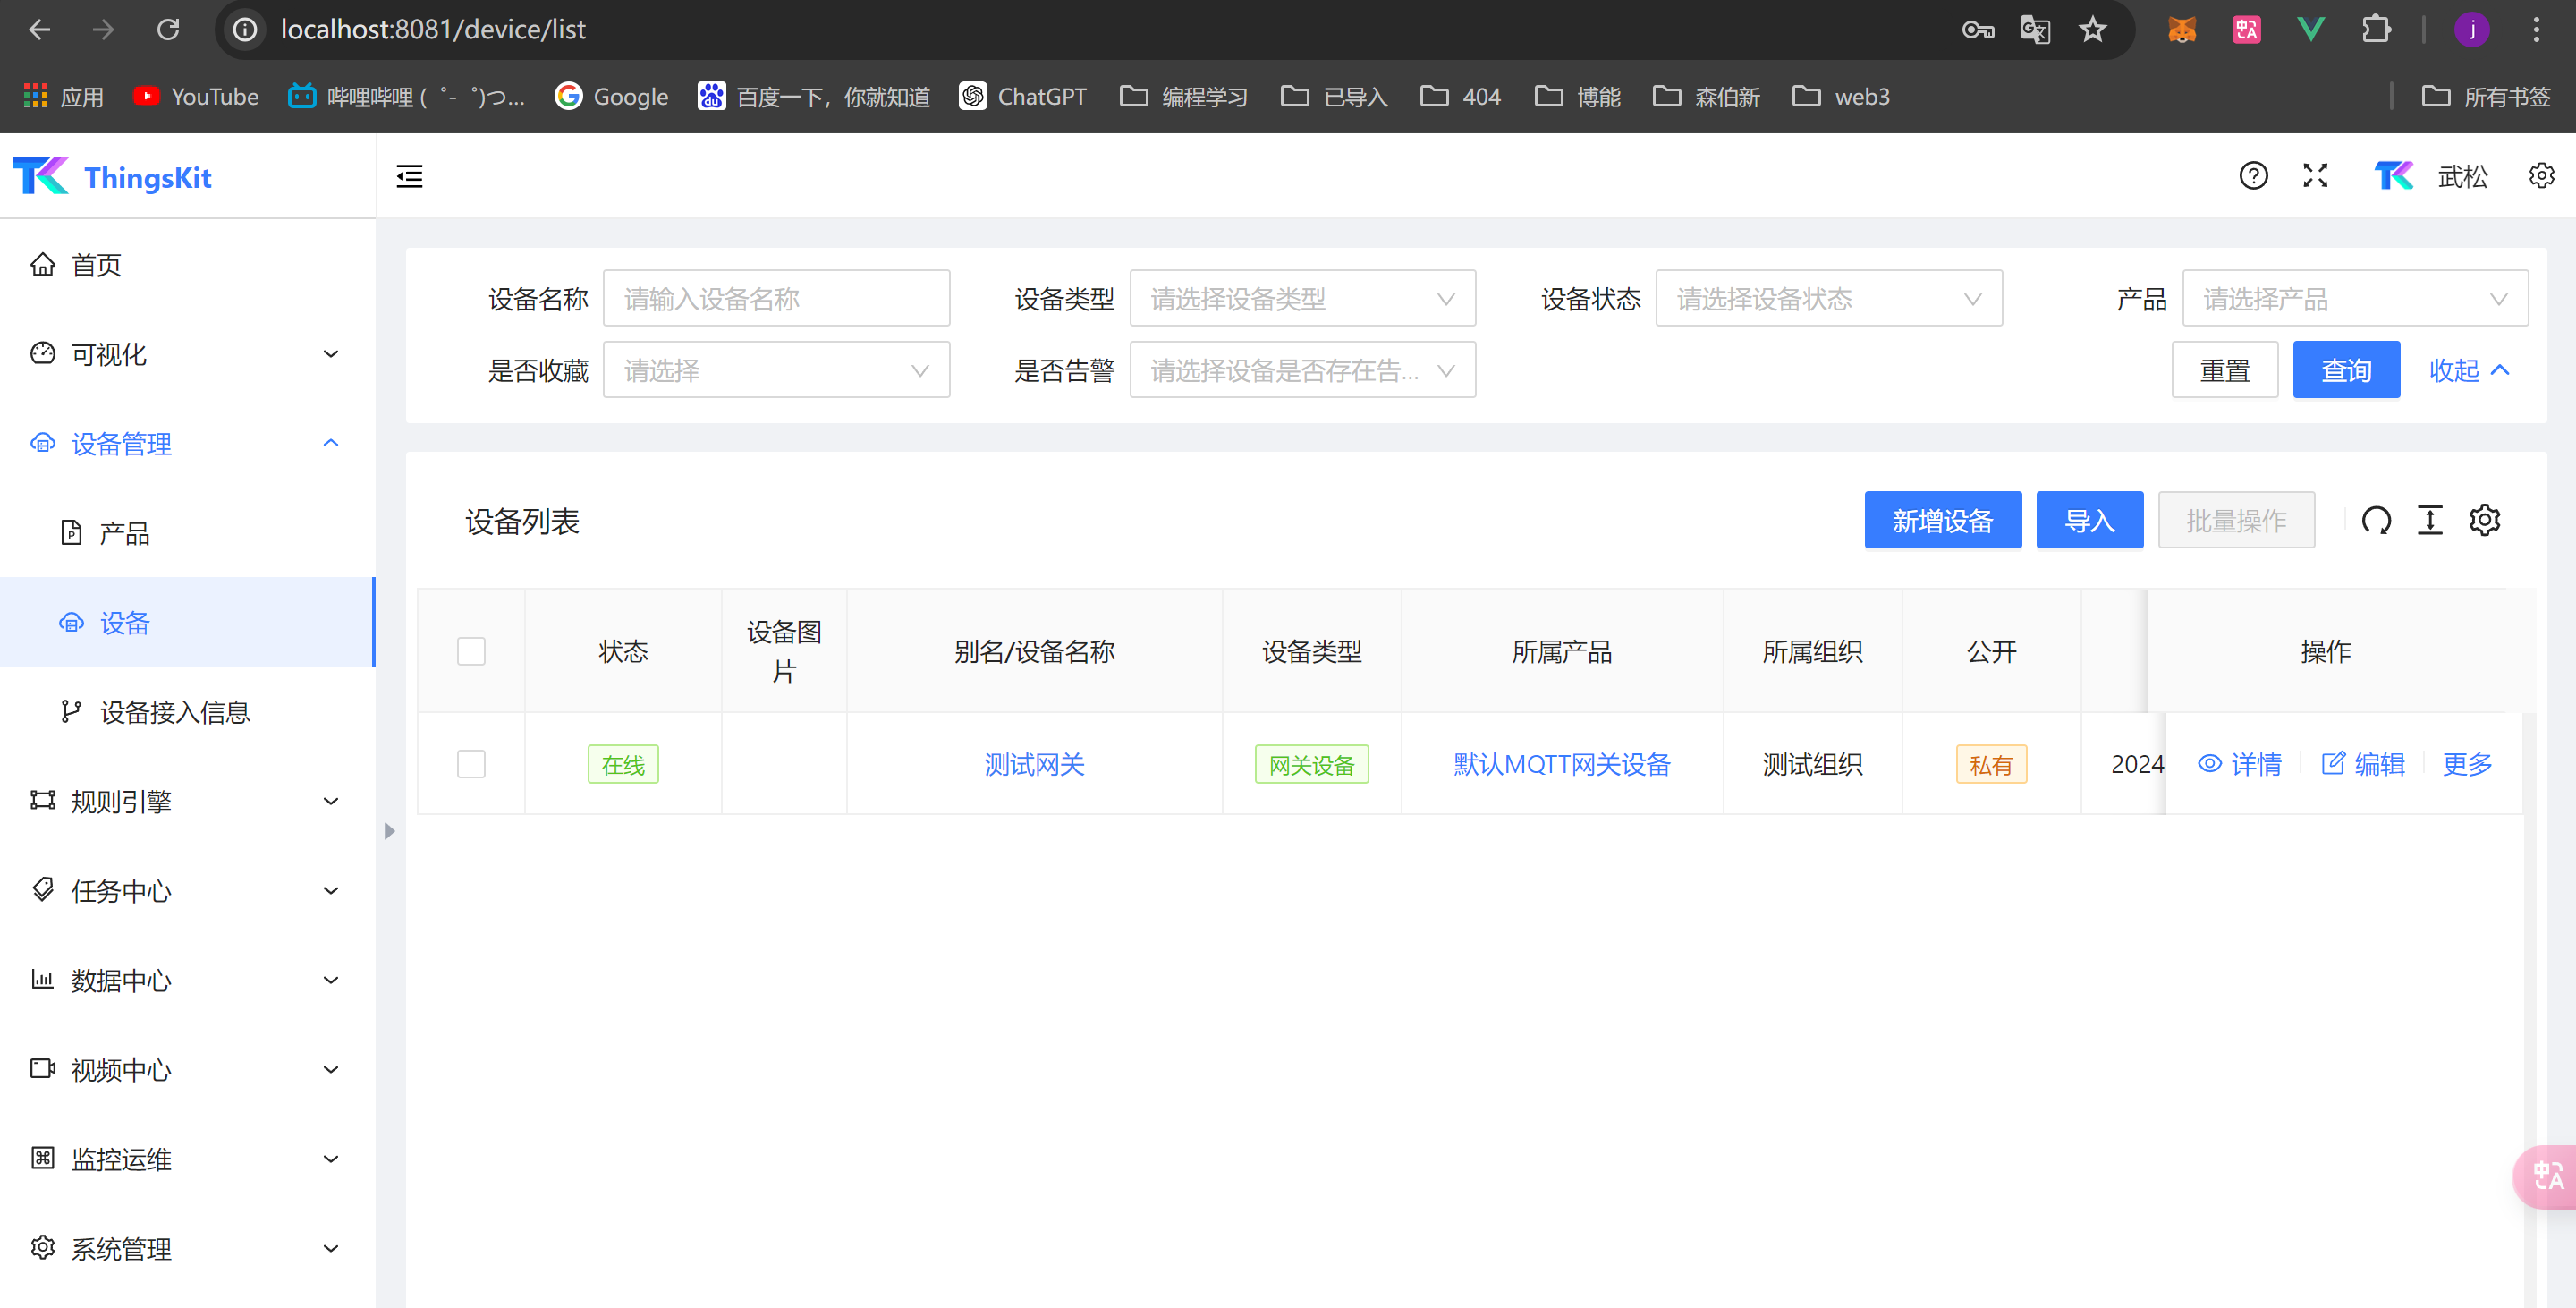 localhost:8081/device/list
j
应用 YouTube 哔哩哔哩 (゜-゜)つ... Google 百度一下，你就知道 ChatGPT 编程学习 已导入 404 博能 森伯新 web3 所有书签
ThingsKit
武松
首页
可视化
设备管理
产品
设备
设备接入信息
规则引擎
任务中心
数据中心
视频中心
监控运维
系统管理
设备名称 请输入设备名称 设备类型 请选择设备类型 设备状态 请选择设备状态 产品 请选择产品
是否收藏 请选择 是否告警 请选择设备是否存在告... 重置 查询 收起
设备列表 新增设备 导入 批量操作
状态 设备图片 别名/设备名称 设备类型 所属产品 所属组织 公开 操作
在线 测试网关 网关设备 默认MQTT网关设备 测试组织 私有 2024 详情 编辑 更多